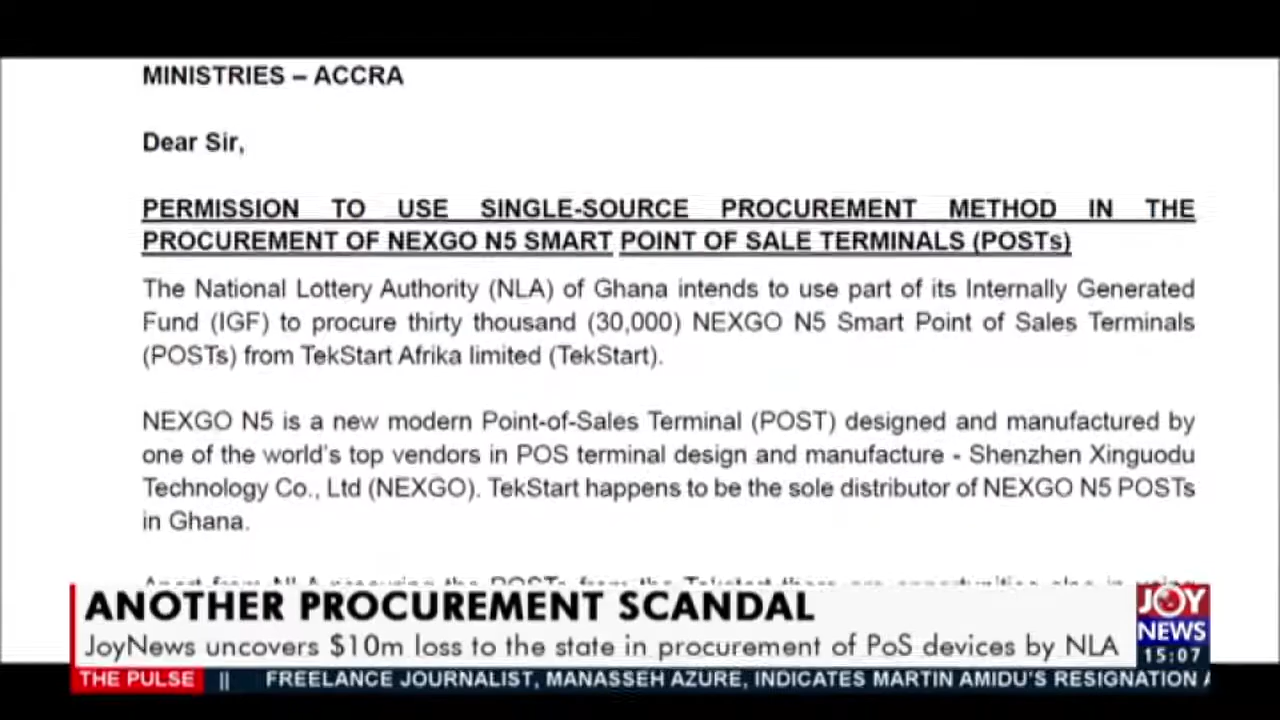 MINISTRIES – ACCRA
Dear Sir,
PERMISSION TO USE SINGLE-SOURCE PROCUREMENT METHOD IN THE
PROCUREMENT OF NEXGO N5 SMART POINT OF SALE TERMINALS (POSTs)
The National Lottery Authority (NLA) of Ghana intends to use part of its Internally Generated
Fund (IGF) to procure thirty thousand (30,000) NEXGO N5 Smart Point of Sales Terminals
(POSTs) from TekStart Afrika limited (TekStart).
NEXGO N5 is a new modern Point-of-Sales Terminal (POST) designed and manufactured by
one of the world's top vendors in POS terminal design and manufacture - Shenzhen Xinguodu
Technology Co., Ltd (NEXGO). TekStart happens to be the sole distributor of NEXGO N5 POSTs
in Ghana.
ANOTHER PROCUREMENT SCANDAL
JoyNews uncovers $10m loss to the state in procurement of PoS devices by NLA
JOY
NEWS
15:07
THE PULSE || FREELANCE JOURNALIST, MANASSEH AZURE, INDICATES MARTIN AMIDU'S RESIGNATION